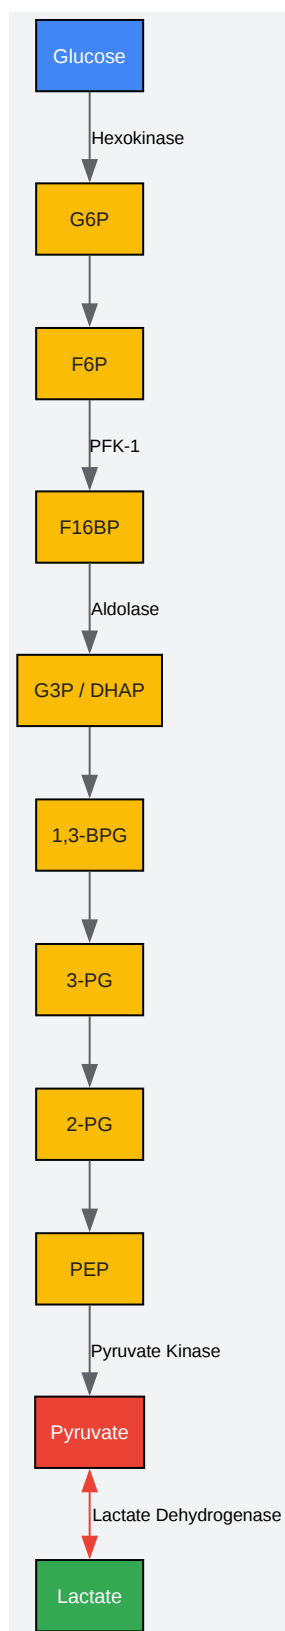 Glucose
Hexokinase
G6P
F6P
PFK-1
F16BP
Aldolase
G3P / DHAP
1,3-BPG
3-PG
2-PG
PEP
Pyruvate Kinase
Pyruvate
Lactate Dehydrogenase
Lactate